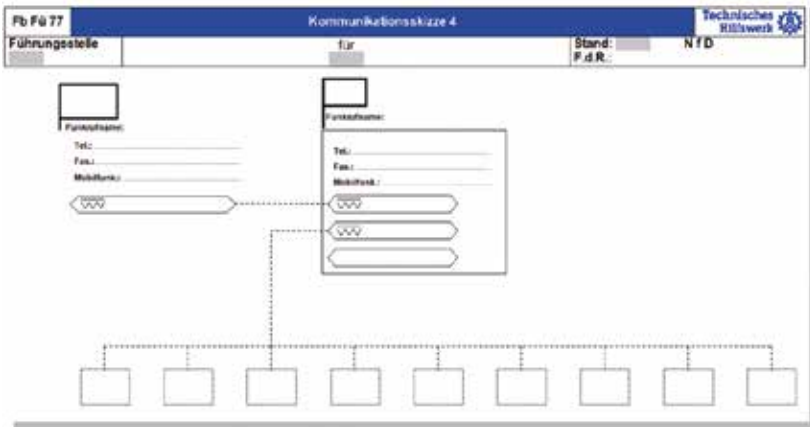 Fb Fü 77
Kommunikationsskizze 4
Technisches
Hilfswerk
Führungsstelle
für
Stand:
N f D
F.d.R.:
Funkrufname:
Tel.:
Fax.:
Mobilfunk.:
Funkrufname:
Tel.:
Fax.:
Mobilfunk.: